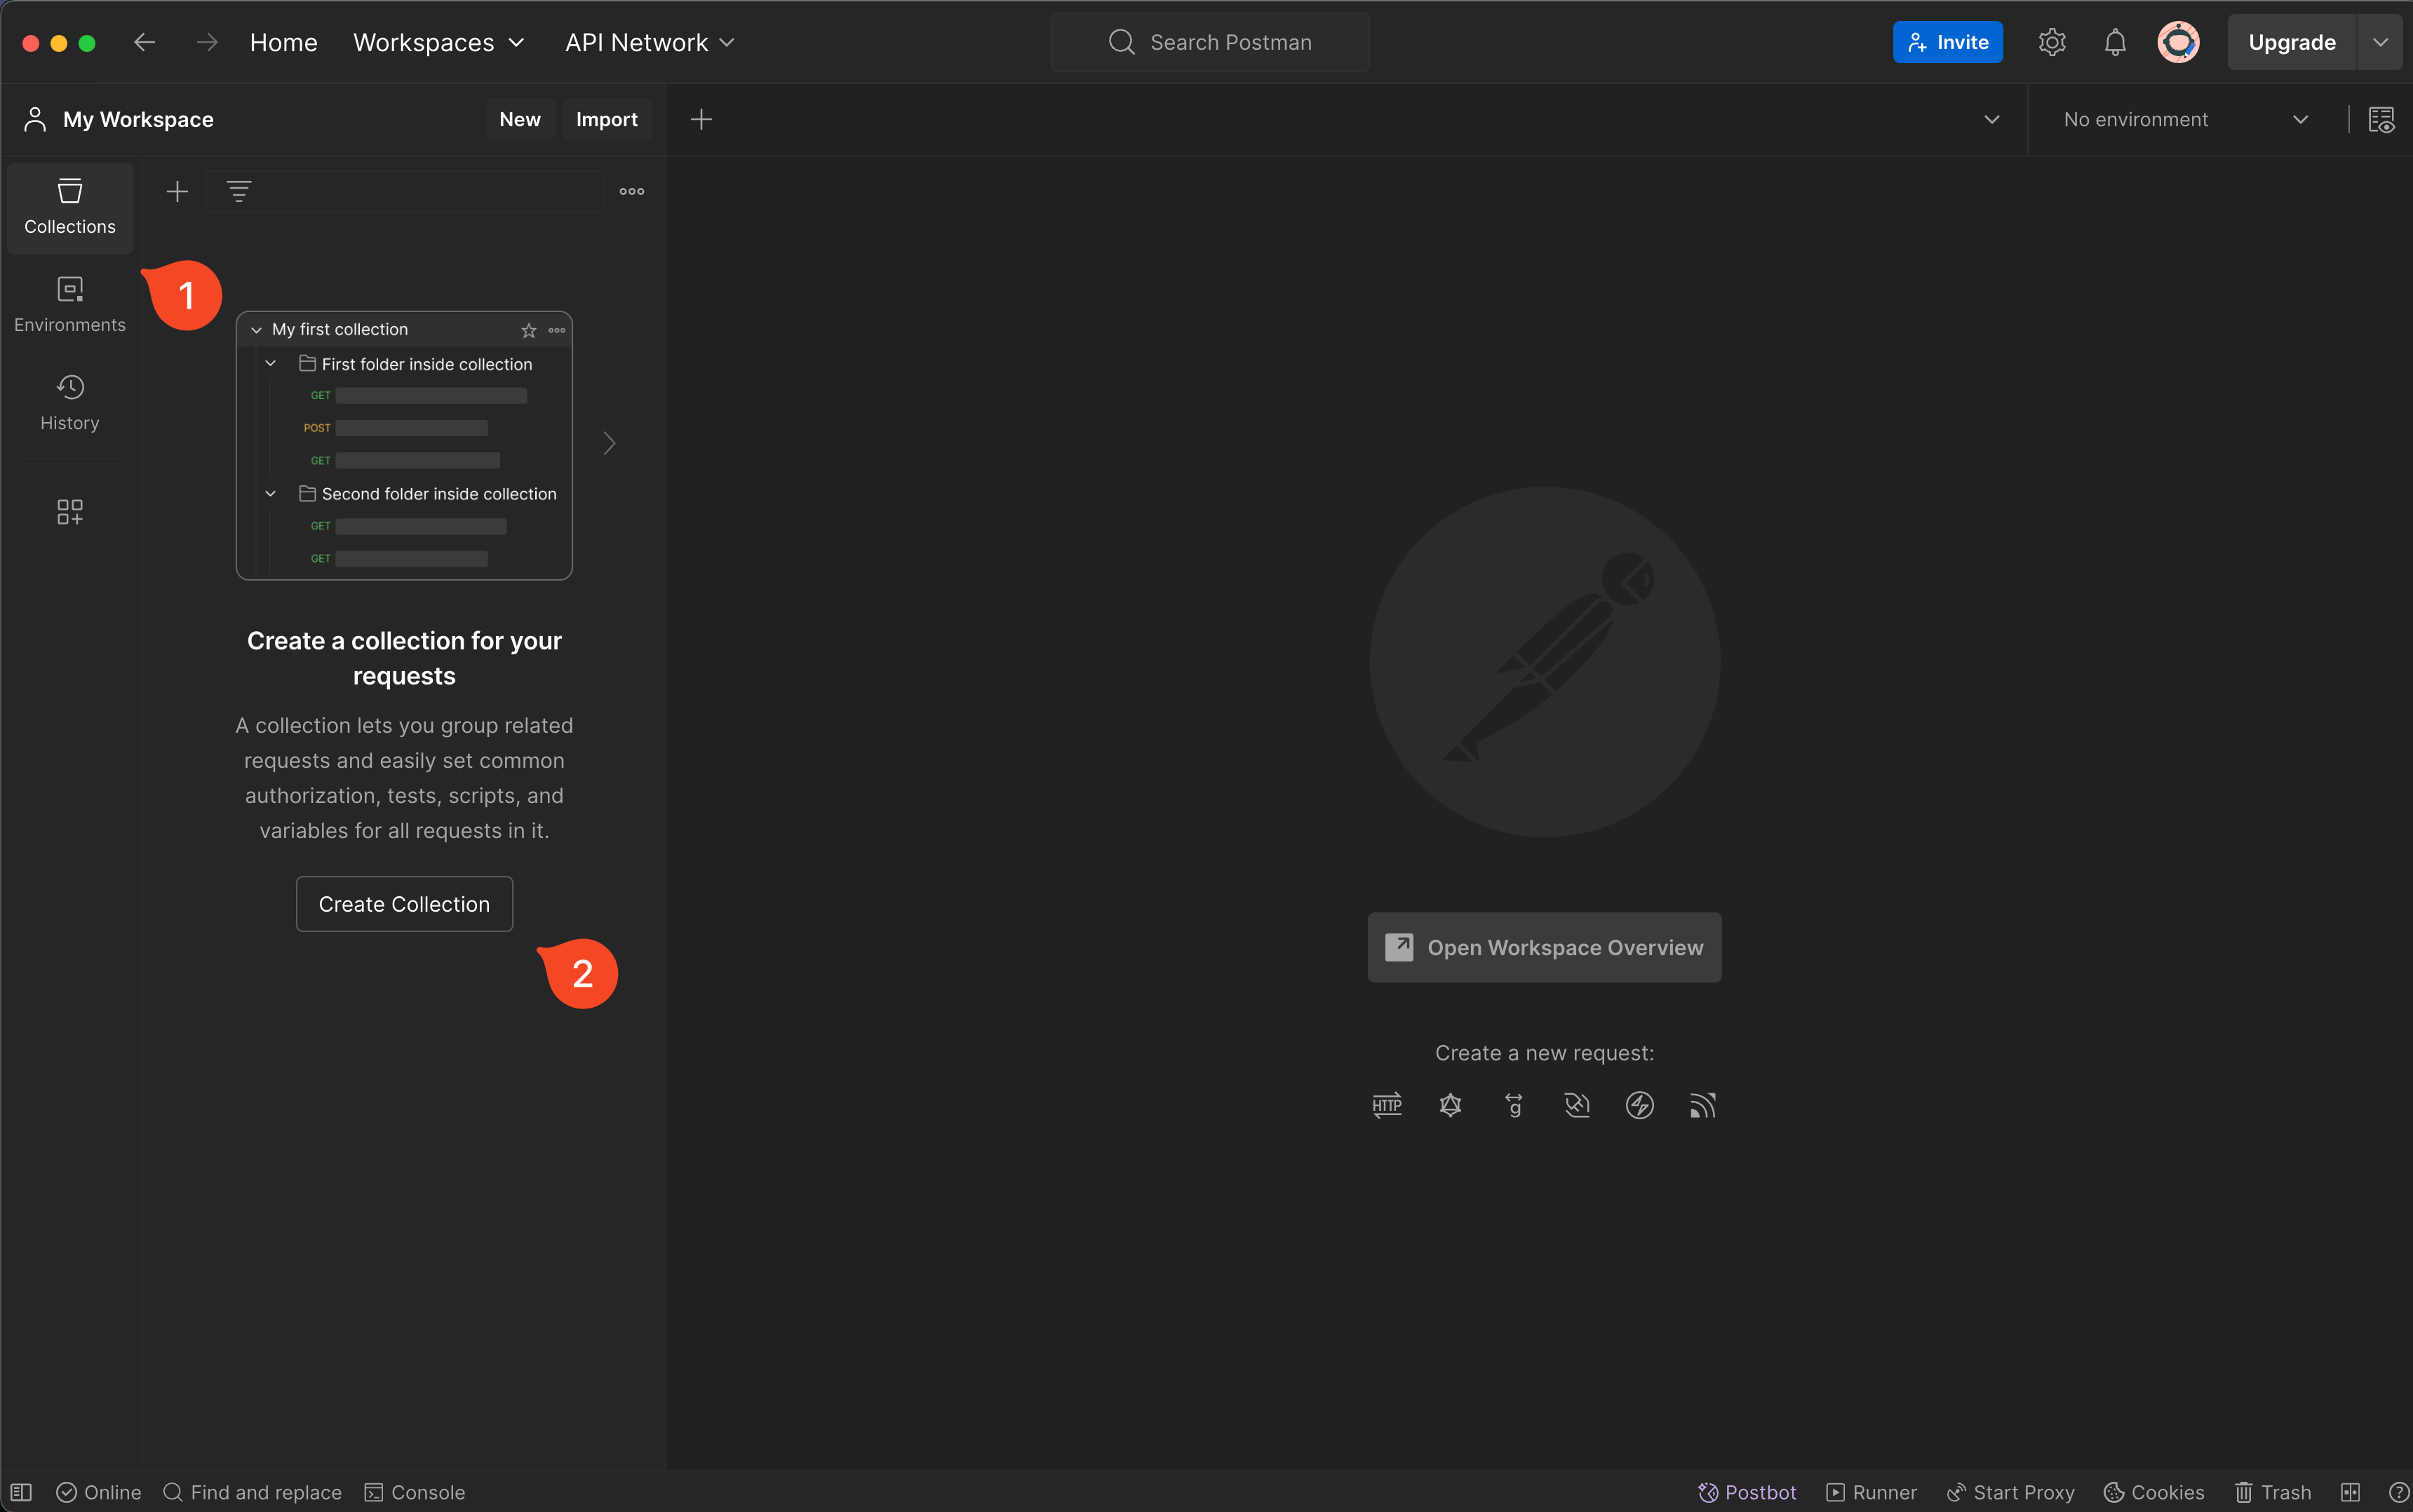 Home Workspaces API Network Search Postman Invite Upgrade
My Workspace New Import No environment
Collections
Environments
History
1
My first collection
First folder inside collection
GET
POST
GET
Second folder inside collection
GET
GET
Create a collection for your
requests
A collection lets you group related
requests and easily set common
authorization, tests, scripts, and
variables for all requests in it.
Create Collection
2
Open Workspace Overview
Create a new request:
HTTP g
Online Find and replace Console Postbot Runner Start Proxy Cookies Trash